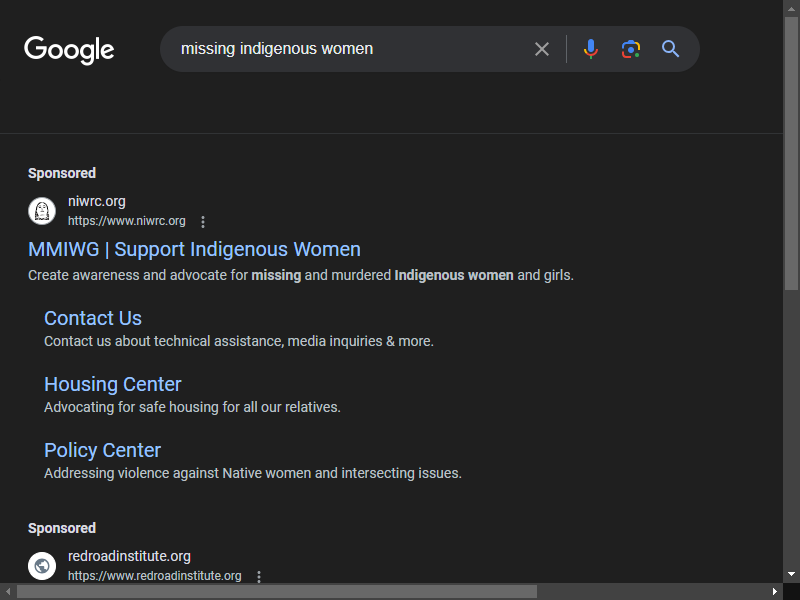 Google
missing indigenous women
Sponsored
niwrc.org
https://www.niwrc.org
MMIWG | Support Indigenous Women
Create awareness and advocate for missing and murdered Indigenous women and girls.
Contact Us
Contact us about technical assistance, media inquiries & more.
Housing Center
Advocating for safe housing for all our relatives.
Policy Center
Addressing violence against Native women and intersecting issues.
Sponsored
redroadinstitute.org
https://www.redroadinstitute.org